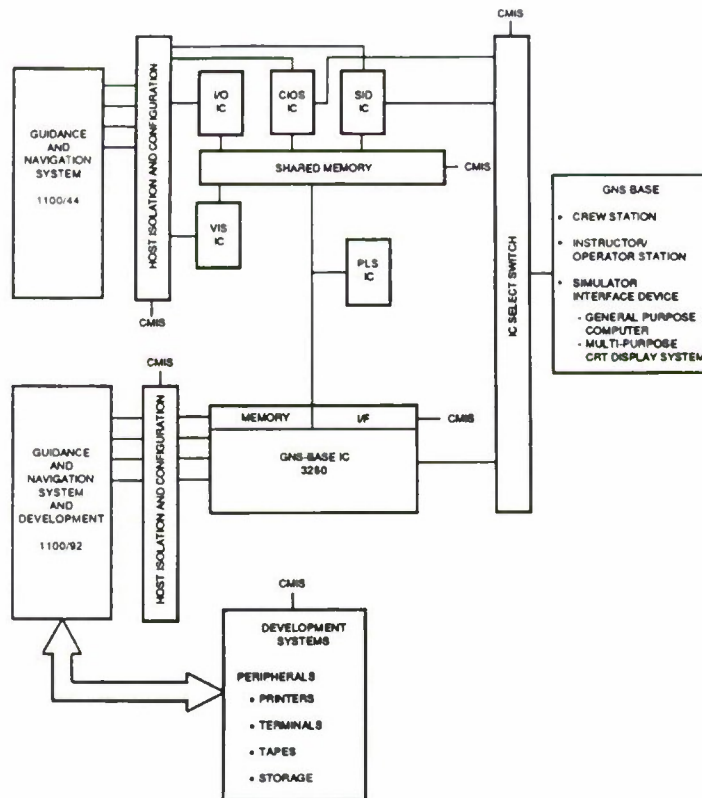 CMIS
GUIDANCE
AND
NAVIGATION
SYSTEM
1100/44
HOST ISOLATION AND CONFIGURATION
CMIS
I/O
IC
CIOS
IC
SID
IC
SHARED MEMORY
CMIS
VIS
IC
PLS
IC
IC SELECT SWITCH
GNS BASE
• CREW STATION
• INSTRUCTOR/
OPERATOR STATION
• SIMULATOR
INTERFACE DEVICE
- GENERAL PURPOSE
COMPUTER
- MULTI-PURPOSE
CRT DISPLAY SYSTEM
CMIS
GUIDANCE
AND
NAVIGATION
SYSTEM
AND
DEVELOPMENT
1100/92
HOST ISOLATION AND CONFIGURATION
MEMORY I/F
CMIS
GNS-BASE IC
3260
CMIS
DEVELOPMENT
SYSTEMS
PERIPHERALS
• PRINTERS
• TERMINALS
• TAPES
• STORAGE